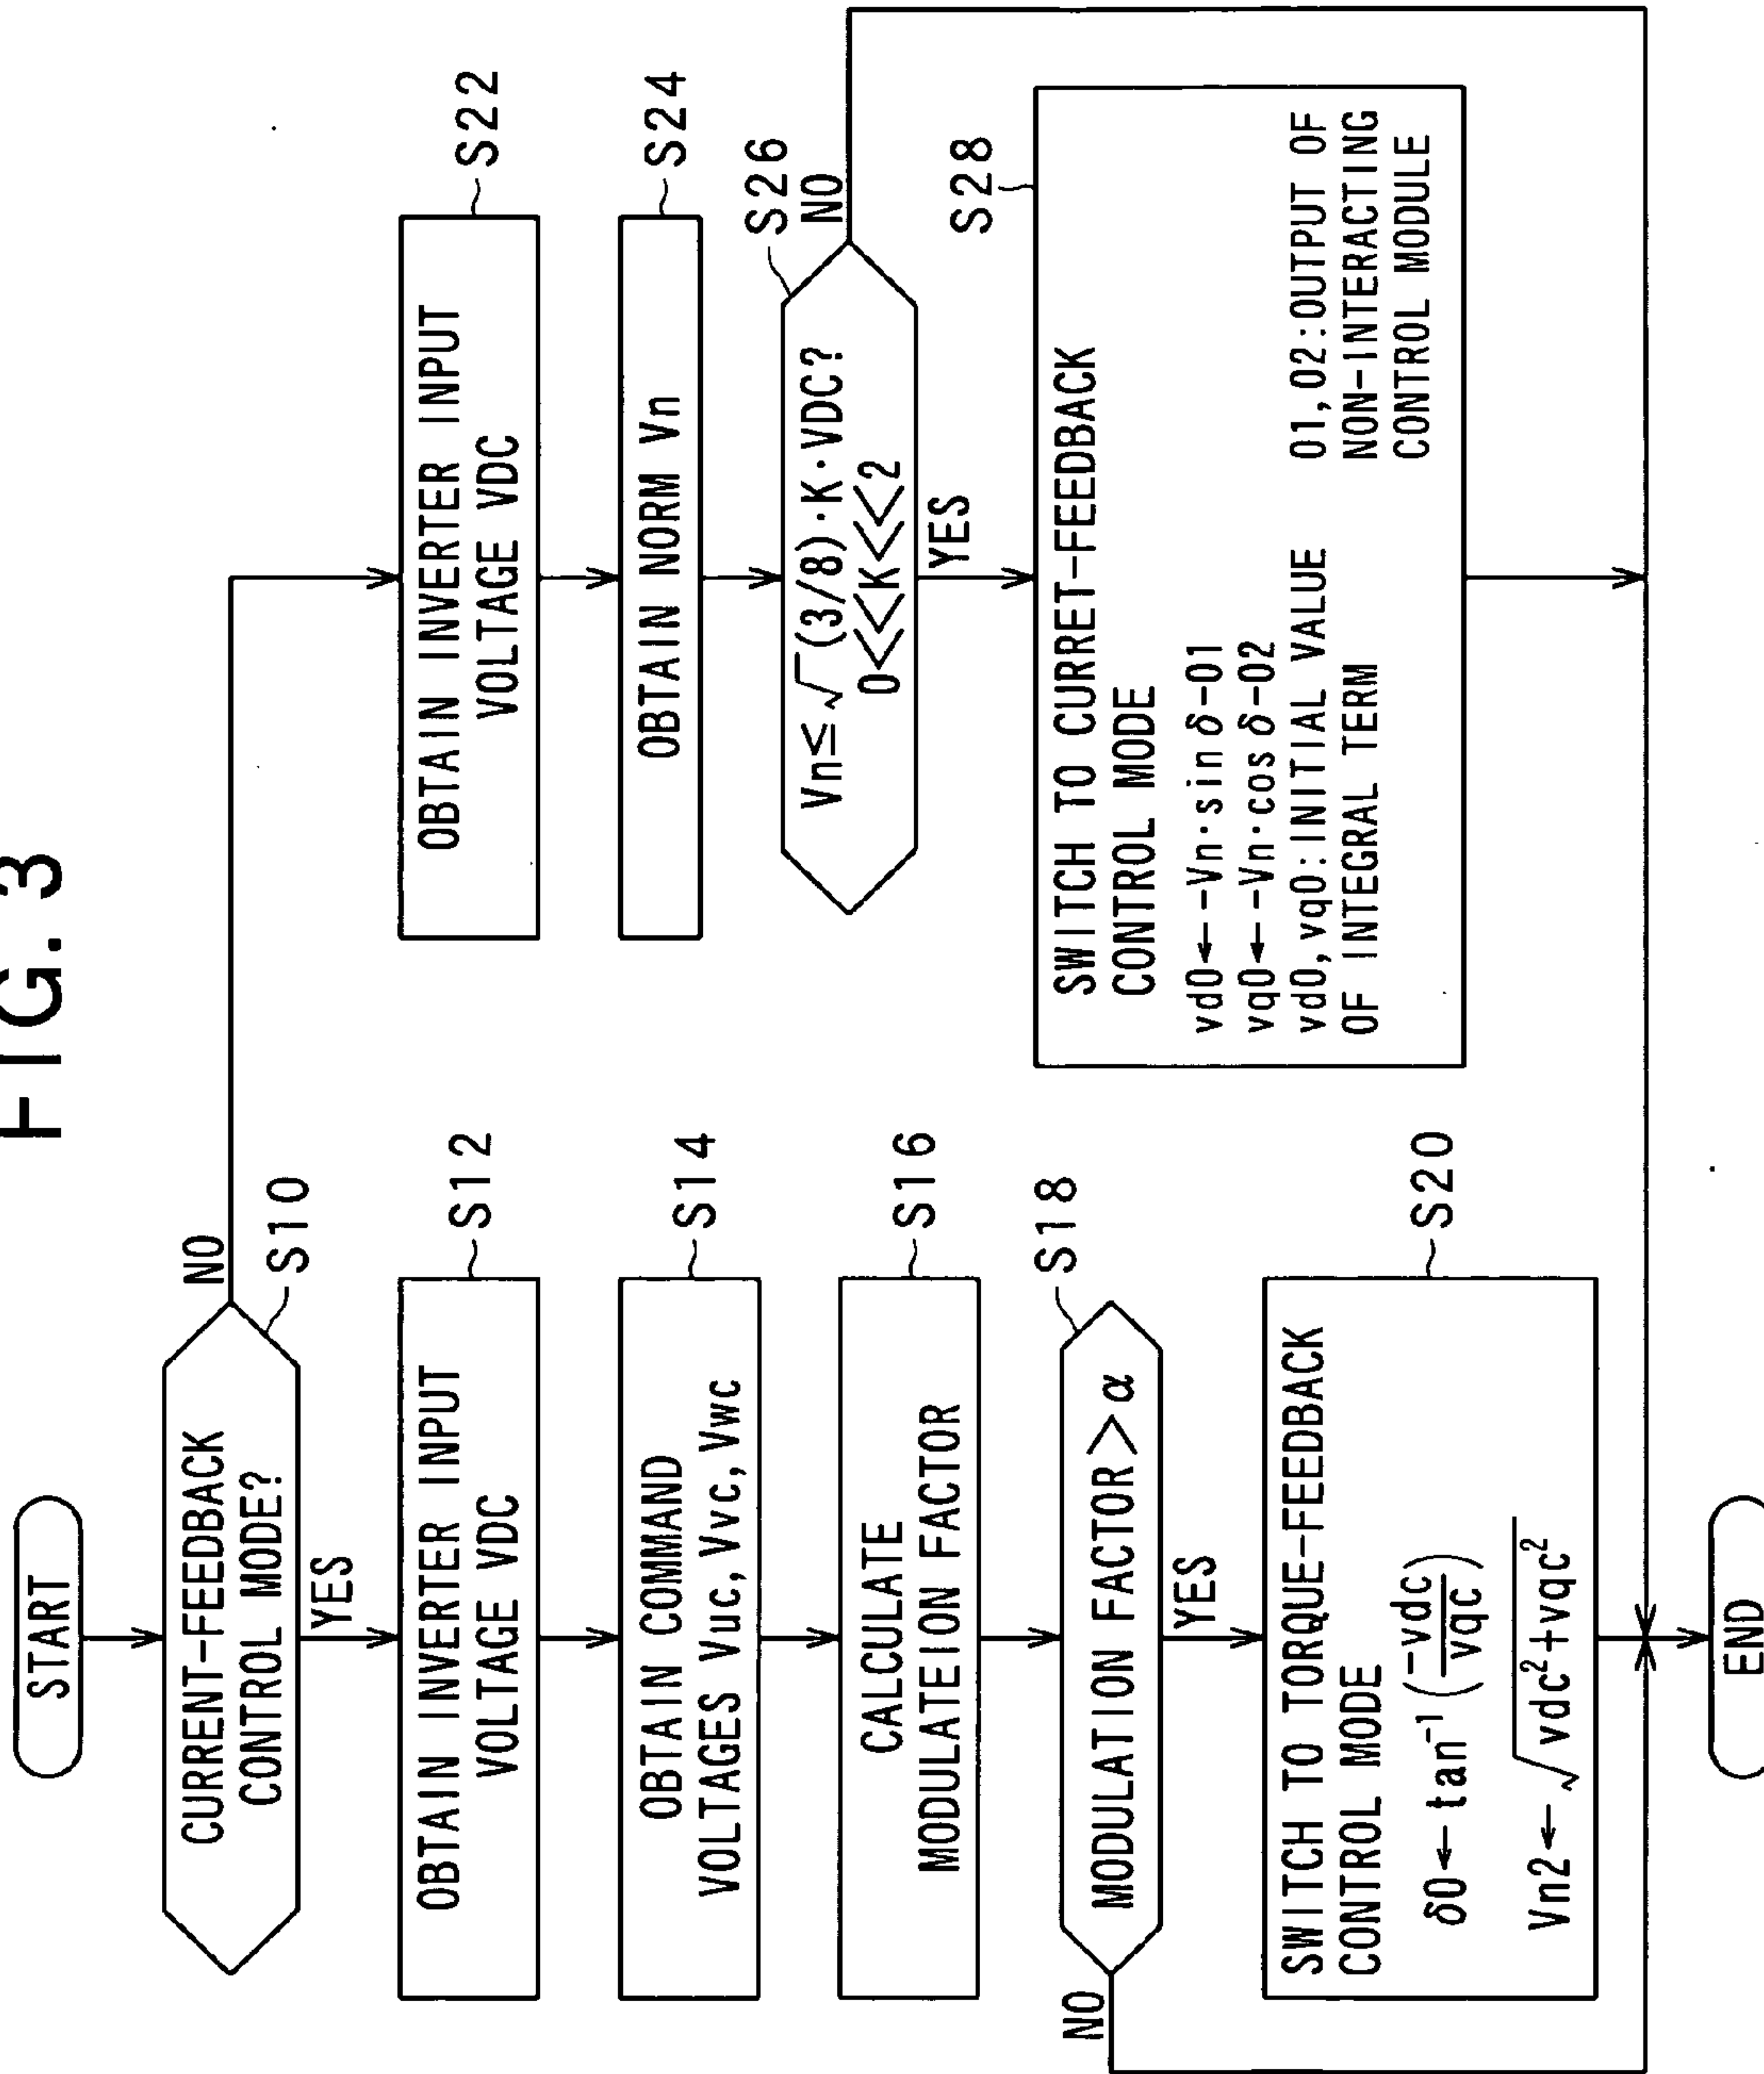 FIG. 3
START
CURRENT-FEEDBACK
CONTROL MODE?
NO
S10
YES
OBTAIN INVERTER INPUT
VOLTAGE VDC
S12
OBTAIN COMMAND
VOLTAGES Vuc, Vvc, Vwc
S14
CALCULATE
MODULATEION FACTOR
S16
MODULATION FACTOR > α
S18
NO
YES
SWITCH TO TORQUE-FEEDBACK
CONTROL MODE
δ0 ← tan⁻¹(-vdc/vqc)
Vn2 ← √vdc²+vqc²
S20
OBTAIN INVERTER INPUT
VOLTAGE VDC
S22
OBTAIN NORM Vn
S24
Vn≤√(3/8)·K·VDC?
0<<<K<<<2
S26
NO
YES
S28
SWITCH TO CURRET-FEEDBACK
CONTROL MODE
vd0←-Vn·sinδ-01
vq0←-Vn·cosδ-02
vd0, vq0:INITIAL VALUE
OF INTEGRAL TERM
01, 02:OUTPUT OF
NON-INTERACTING
CONTROL MODULE
END